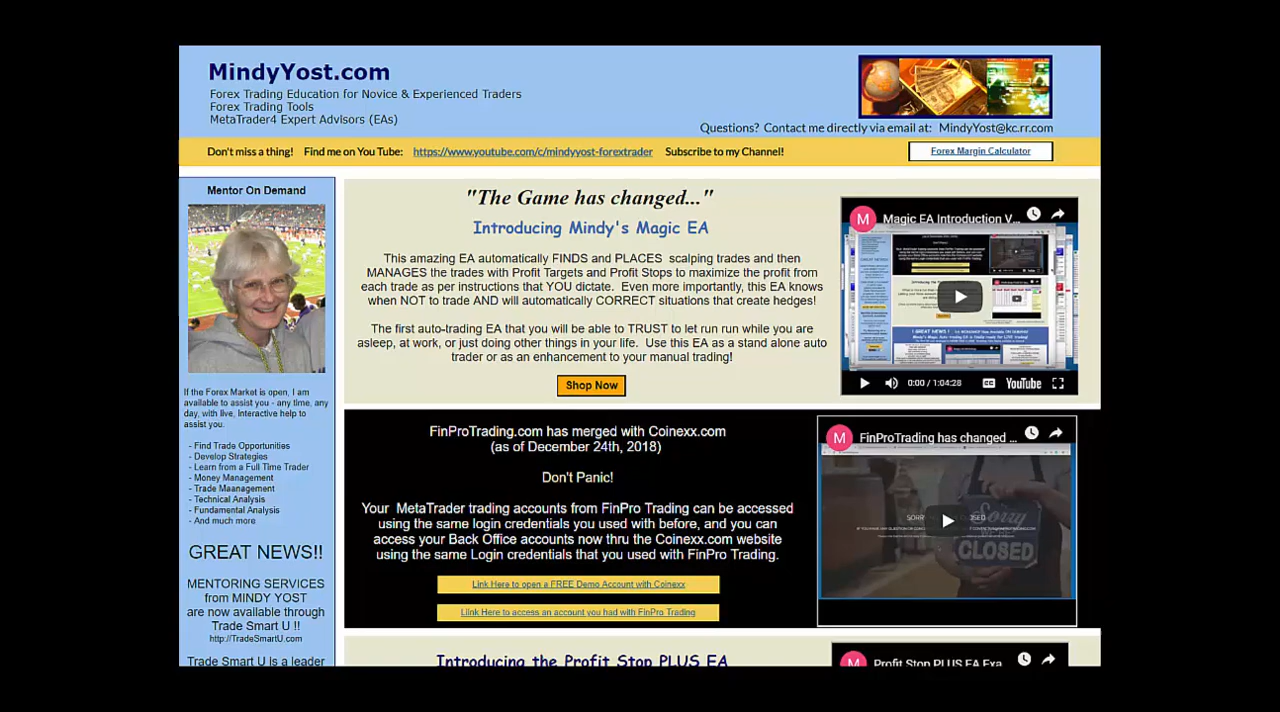 MindyYost.com
Forex Trading Education for Novice & Experienced Traders
Forex Trading Tools
MetaTrader4 Expert Advisors (EAs)
Questions?  Contact me directly via email at:   MindyYost@kc.rr.com
Don't miss a thing!    Find me on You Tube:    https://www.youtube.com/c/mindyyost-forextrader    Subscribe to my Channel!
Forex Margin Calculator
Mentor On Demand
If the Forex Market is open, I am
available to assist you - any time, any
day, with live, Interactive help to
assist you.
- Find Trade Opportunities
- Develop Strategies
- Learn from a Full Time Trader
- Money Management
- Trade Maanagement
- Technical Analysis
- Fundamental Analysis
- And much more
GREAT NEWS!!
MENTORING SERVICES
from MINDY YOST
are now available through
Trade Smart U !!
http://TradeSmartU.com
Trade Smart U is a leader
"The Game has changed..."
Introducing Mindy's Magic EA
This amazing EA automatically FINDS and PLACES  scalping trades and then
MANAGES the trades with Profit Targets and Profit Stops to maximize the profit from
each trade as per instructions that YOU dictate.  Even more importantly, this EA knows
when NOT to trade AND will automatically CORRECT situations that create hedges!
The first auto-trading EA that you will be able to TRUST to let run run while you are
asleep, at work, or just doing other things in your life.  Use this EA as a stand alone auto
trader or as an enhancement to your manual trading!
Shop Now
M
Magic EA Introduction V...
0:00 / 1:04:28
YouTube
FinProTrading.com has merged with Coinexx.com
(as of December 24th, 2018)
Don't Panic!
Your  MetaTrader trading accounts from FinPro Trading can be accessed
using the same login credentials you used with before, and you can
access your Back Office accounts now thru the Coinexx.com website
using the same Login credentials that you used with FinPro Trading.
Link Here to open a FREE Demo Account with Coinexx
Llnk Here to access an account you had with FinPro Trading
M
FinProTrading has changed ...
Sorry
CLOSED
Introducing the Profit Stop PLUS EA
M
Profit Stop PLUS EA Exa